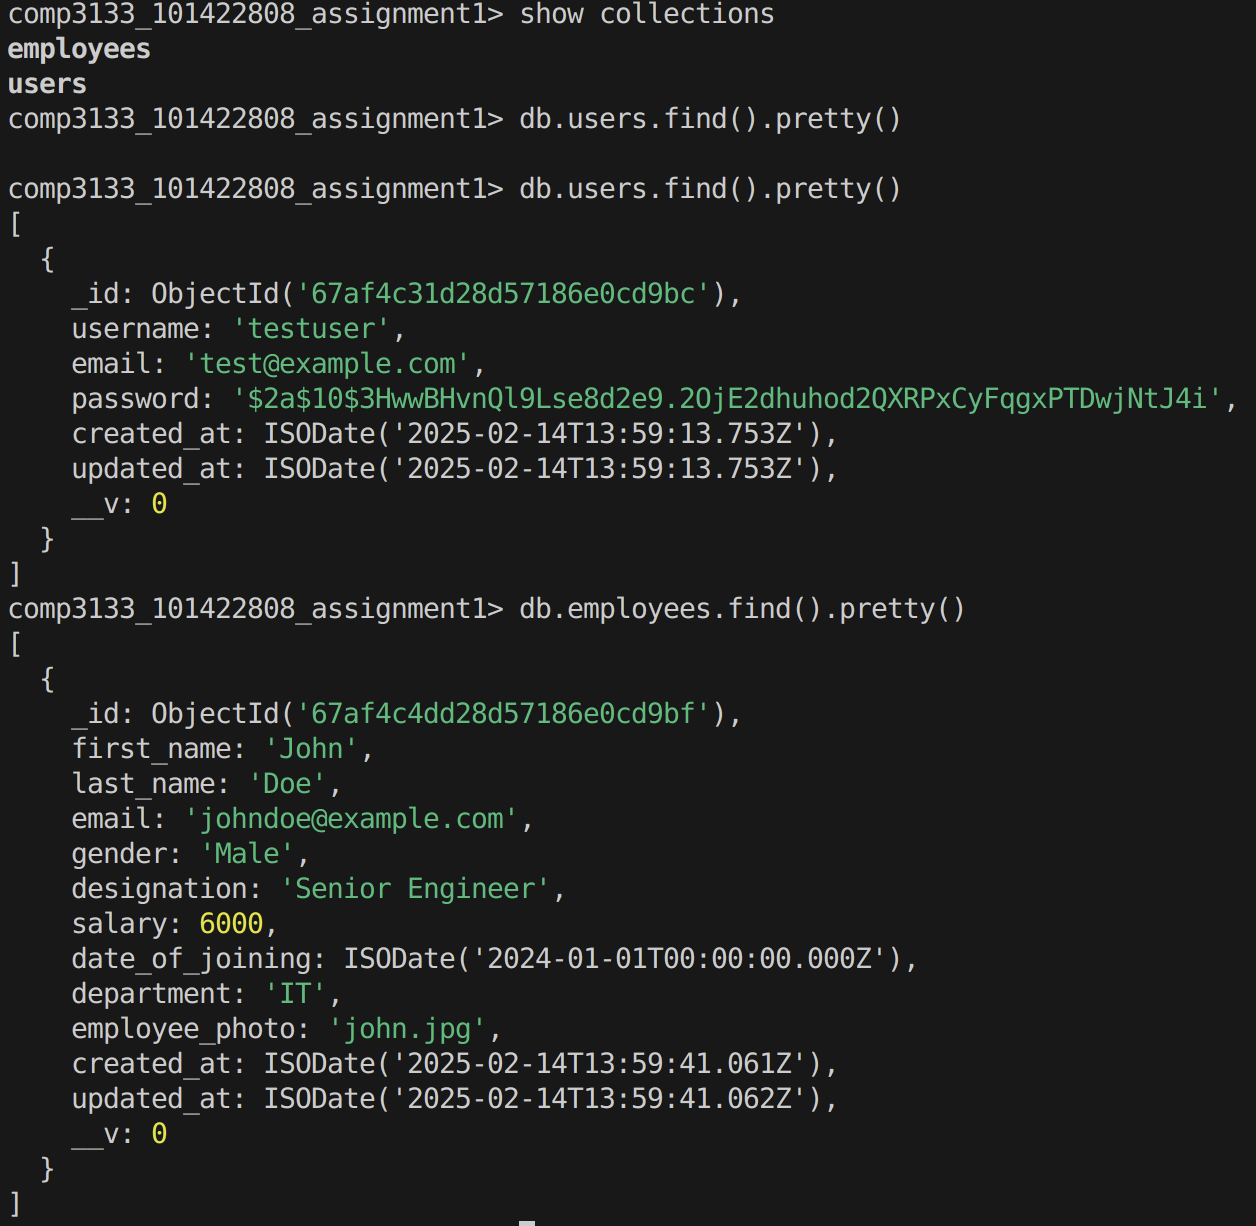 comp3133_101422808_assignment1> show collections
employees
users
comp3133_101422808_assignment1> db.users.find().pretty()

comp3133_101422808_assignment1> db.users.find().pretty()
[
  {
    _id: ObjectId('67af4c31d28d57186e0cd9bc'),
    username: 'testuser',
    email: 'test@example.com',
    password: '$2a$10$3HwwBHvnQl9Lse8d2e9.2OjE2dhuhod2QXRPxCyFqgxPTDwjNtJ4i',
    created_at: ISODate('2025-02-14T13:59:13.753Z'),
    updated_at: ISODate('2025-02-14T13:59:13.753Z'),
    __v: 0
  }
]
comp3133_101422808_assignment1> db.employees.find().pretty()
[
  {
    _id: ObjectId('67af4c4dd28d57186e0cd9bf'),
    first_name: 'John',
    last_name: 'Doe',
    email: 'johndoe@example.com',
    gender: 'Male',
    designation: 'Senior Engineer',
    salary: 6000,
    date_of_joining: ISODate('2024-01-01T00:00:00.000Z'),
    department: 'IT',
    employee_photo: 'john.jpg',
    created_at: ISODate('2025-02-14T13:59:41.061Z'),
    updated_at: ISODate('2025-02-14T13:59:41.062Z'),
    __v: 0
  }
]